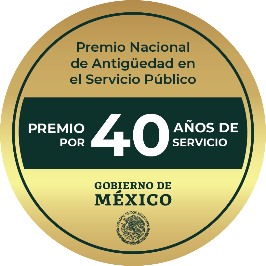 Premio Nacional
de Antigüedad en
el Servicio Público
PREMIO POR 40 AÑOS DE SERVICIO
GOBIERNO DE
MÉXICO